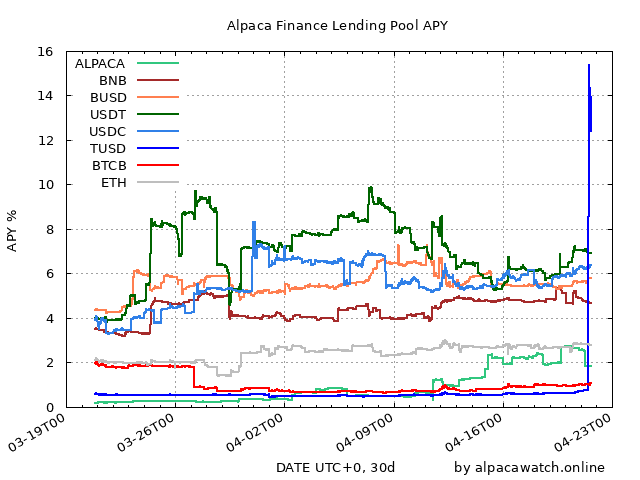 Alpaca Finance Lending Pool APY
APY %
16
14
12
10
8
6
4
2
0
ALPACA
BNB
BUSD
USDT
USDC
TUSD
BTCB
ETH
03-19T00
03-26T00
04-02T00
04-09T00
04-16T00
04-23T00
DATE UTC+0, 30d
by alpacawatch.online